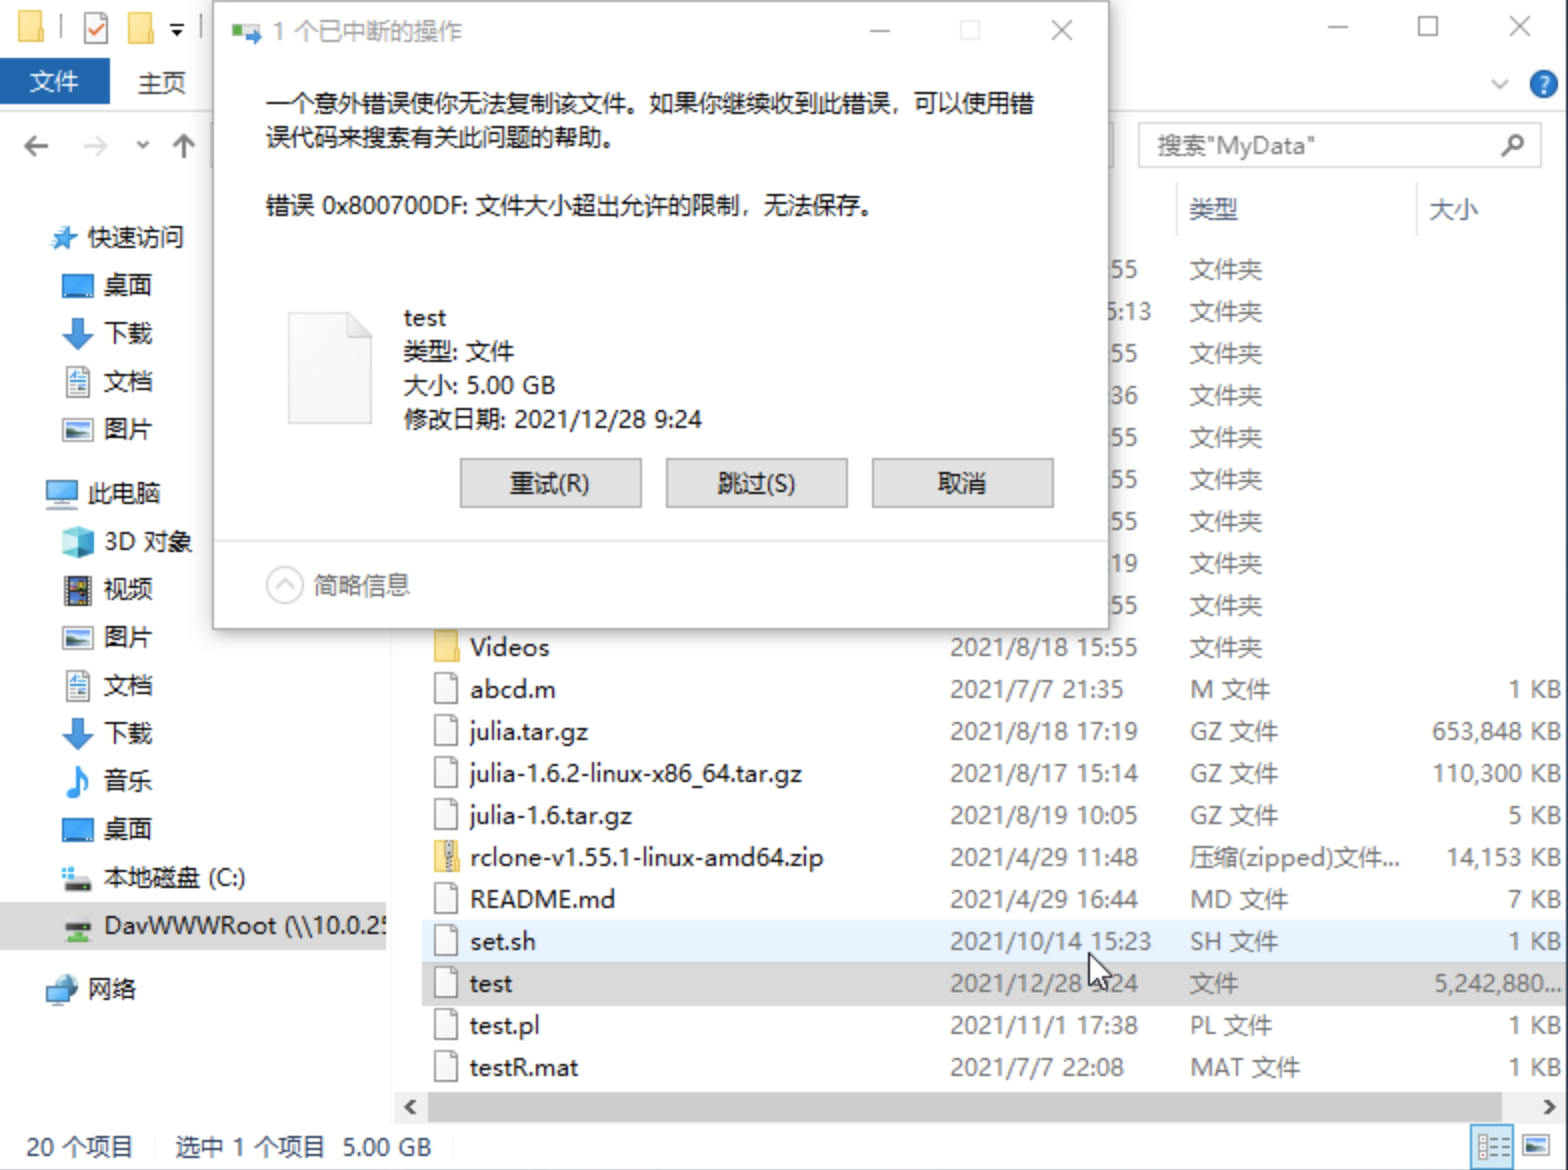 1 个已中断的操作
文件
主页
一个意外错误使你无法复制该文件。如果你继续收到此错误，可以使用错
误代码来搜索有关此问题的帮助。
错误 0x800700DF: 文件大小超出允许的限制，无法保存。
test
类型: 文件
大小: 5.00 GB
修改日期: 2021/12/28 9:24
重试(R) 跳过(S) 取消
简略信息
搜索"MyData"
快速访问
桌面
下载
文档
图片
此电脑
3D 对象
视频
图片
文档
下载
音乐
桌面
本地磁盘 (C:)
DavWWWRoot (\\10.0.25
网络
类型 大小
55 文件夹
5:13 文件夹
55 文件夹
36 文件夹
55 文件夹
55 文件夹
55 文件夹
19 文件夹
55 文件夹
Videos 2021/8/18 15:55 文件夹
abcd.m 2021/7/7 21:35 M 文件 1 KB
julia.tar.gz 2021/8/18 17:19 GZ 文件 653,848 KB
julia-1.6.2-linux-x86_64.tar.gz 2021/8/17 15:14 GZ 文件 110,300 KB
julia-1.6.tar.gz 2021/8/19 10:05 GZ 文件 5 KB
rclone-v1.55.1-linux-amd64.zip 2021/4/29 11:48 压缩(zipped)文件... 14,153 KB
README.md 2021/4/29 16:44 MD 文件 7 KB
set.sh 2021/10/14 15:23 SH 文件 1 KB
test 2021/12/28 9:24 文件 5,242,880...
test.pl 2021/11/1 17:38 PL 文件 1 KB
testR.mat 2021/7/7 22:08 MAT 文件 1 KB
20 个项目 选中 1 个项目 5.00 GB